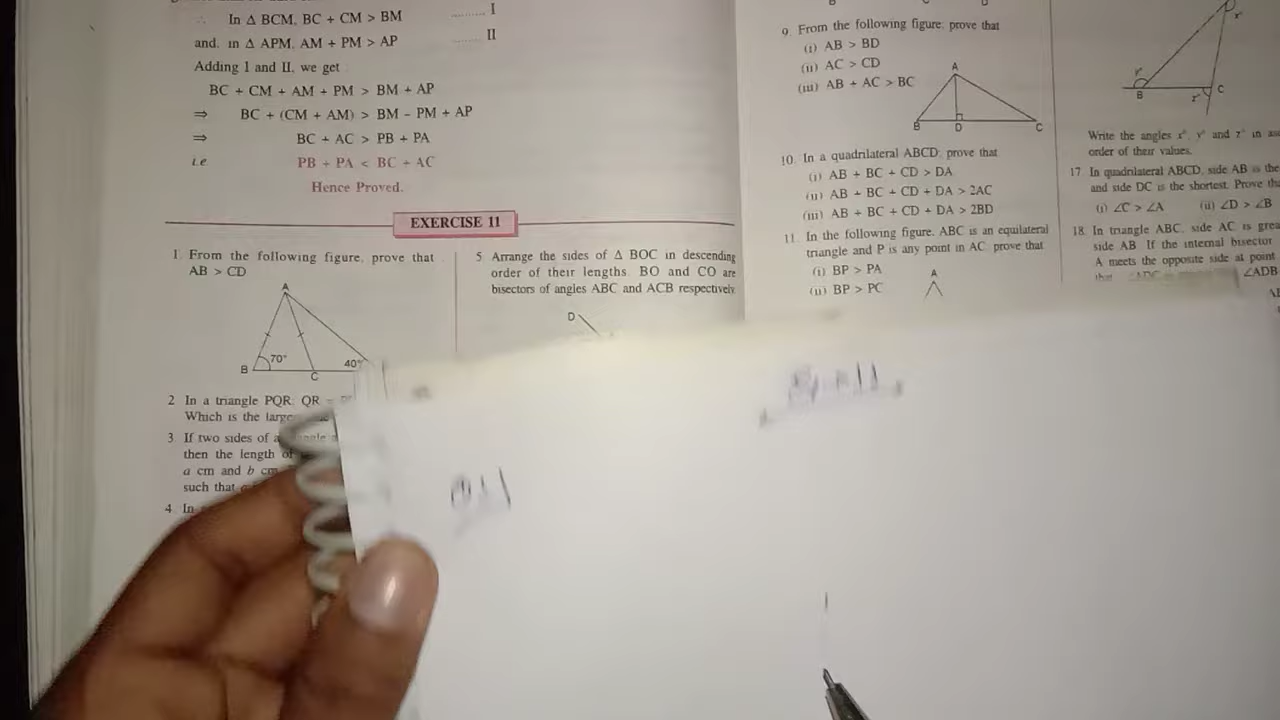 ∴ In Δ BCM, BC + CM > BM .......... I
and, in Δ APM, AM + PM > AP .......... II
Adding I and II, we get
BC + CM + AM + PM > BM + AP
⇒ BC + (CM + AM) > BM – PM + AP
⇒ BC + AC > PB + PA
i.e PB + PA < BC + AC
Hence Proved.
EXERCISE 11
1 From the following figure, prove that
AB > CD
A
B
70°
C
40°
2 In a triangle PQR, QR =
Which is the
3 If two sides of a
then the length of
a cm and b cm
such that
4 In
5 Arrange the sides of Δ BOC in descending
order of their lengths. BO and CO are
bisectors of angles ABC and ACB respectively
D
9. From the following figure, prove that
(i) AB > BD
(ii) AC > CD
(iii) AB + AC > BC
A
B D C
10. In a quadrilateral ABCD, prove that
(i) AB + BC + CD > DA
(ii) AB + BC + CD + DA > 2AC
(iii) AB + BC + CD + DA > 2BD
11. In the following figure, ABC is an equilateral
triangle and P is any point in AC, prove that
(i) BP > PA
(ii) BP > PC
A
x°
y°
B
z°
C
Write the angles x°, y° and z° in
order of their values.
17 In quadrilateral ABCD, side AB is the
and side DC is the shortest. Prove
(i) ∠C > ∠A (ii) ∠D > ∠B
18. In triangle ABC, side AC is
side AB If the internal bisector
A meets the opposite side at point
that ∠ADC ∠ADB
Q.11